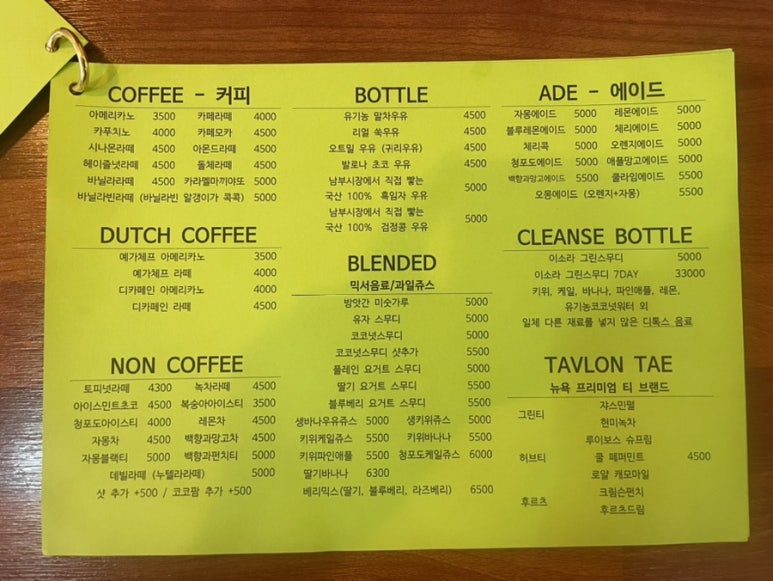 COFFEE - 커피
아메리카노 3500 카페라떼 4000
카푸치노 4000 카페모카 4500
시나몬라떼 4500 아몬드라떼 4500
헤이즐넛라떼 4500 돌체라떼 4500
바닐라라떼 4500 카라멜마끼야또 5000
바닐라빈라떼 (바닐라빈 알갱이가 콕콕) 5000
DUTCH COFFEE
예가체프 아메리카노 3500
예가체프 라떼 4000
디카페인 아메리카노 4000
디카페인 라떼 4500
NON COFFEE
토피넛라떼 4300 녹차라떼 4500
아이스민트초코 4500 복숭아아이스티 3500
청포도아이스티 4000 레몬차 4500
자몽차 4500 백향과망고차 4500
자몽블랙티 5000 백향과펀치티 5000
데빌라떼 (누텔라라떼) 5000
샷 추가 +500 / 코코팜 추가 +500
BOTTLE
유기농 말차우유 4500
리얼 쑥우유 4500
오트밀 우유 (귀리우유) 4500
발로나 초코 우유 4500
남부시장에서 직접 빻는
국산 100% 흑임자 우유 5000
남부시장에서 직접 빻는
국산 100% 검정콩 우유 5000
BLENDED
믹서음료/과일쥬스
방앗간 미숫가루 5000
유자 스무디 5000
코코넛스무디 5000
코코넛스무디 샷추가 5500
플레인 요거트 스무디 5000
딸기 요거트 스무디 5500
블루베리 요거트 스무디 5500
생바나나우유쥬스 5000 생키위쥬스 5000
키위케일쥬스 5500 키위바나나 5500
키위파인애플 5500 청포도케일쥬스 6000
딸기바나나 6300
베리믹스(딸기, 블루베리, 라즈베리) 6500
ADE - 에이드
자몽에이드 5000 레몬에이드 5000
블루레몬에이드 5000 체리에이드 5000
체리콕 5000 오렌지에이드 5000
청포도에이드 5000 애플망고에이드 5500
백향과망고에이드 5500 쿨라임에이드 5500
오몽에이드 (오렌지+자몽) 5500
CLEANSE BOTTLE
이소라 그린스무디 5000
이소라 그린스무디 7DAY 33000
키위, 케일, 바나나, 파인애플, 레몬,
유기농코코넛워터 외
일체 다른 재료를 넣지 않은 디톡스 음료
TAVLON TAE
뉴욕 프리미엄 티 브랜드
그린티
쟈스민펄
현미녹차
허브티
루이보스 슈프림
쿨 페퍼민트 4500
로얄 캐모마일
후르츠
크림슨펀치
후르츠드림